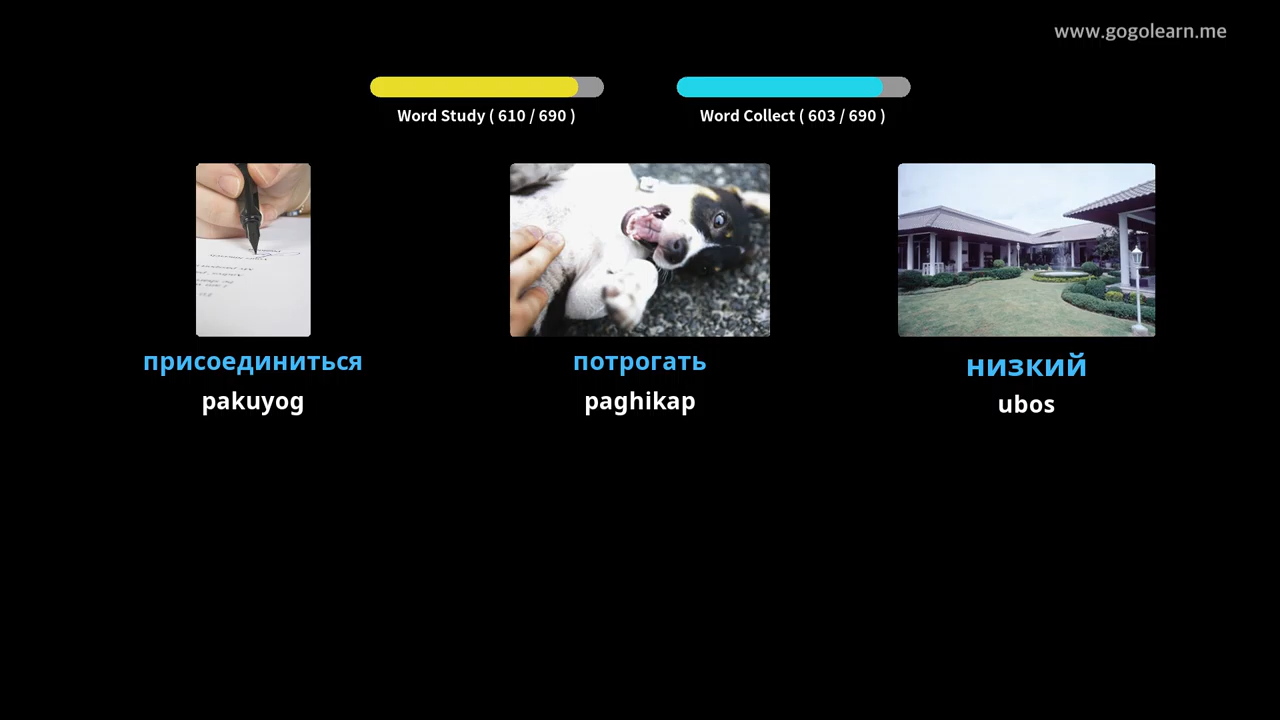 www.gogolearn.me
Word Study ( 610 / 690 )
Word Collect ( 603 / 690 )
присоединиться
потрогать
низкий
pakuyog
paghikap
ubos